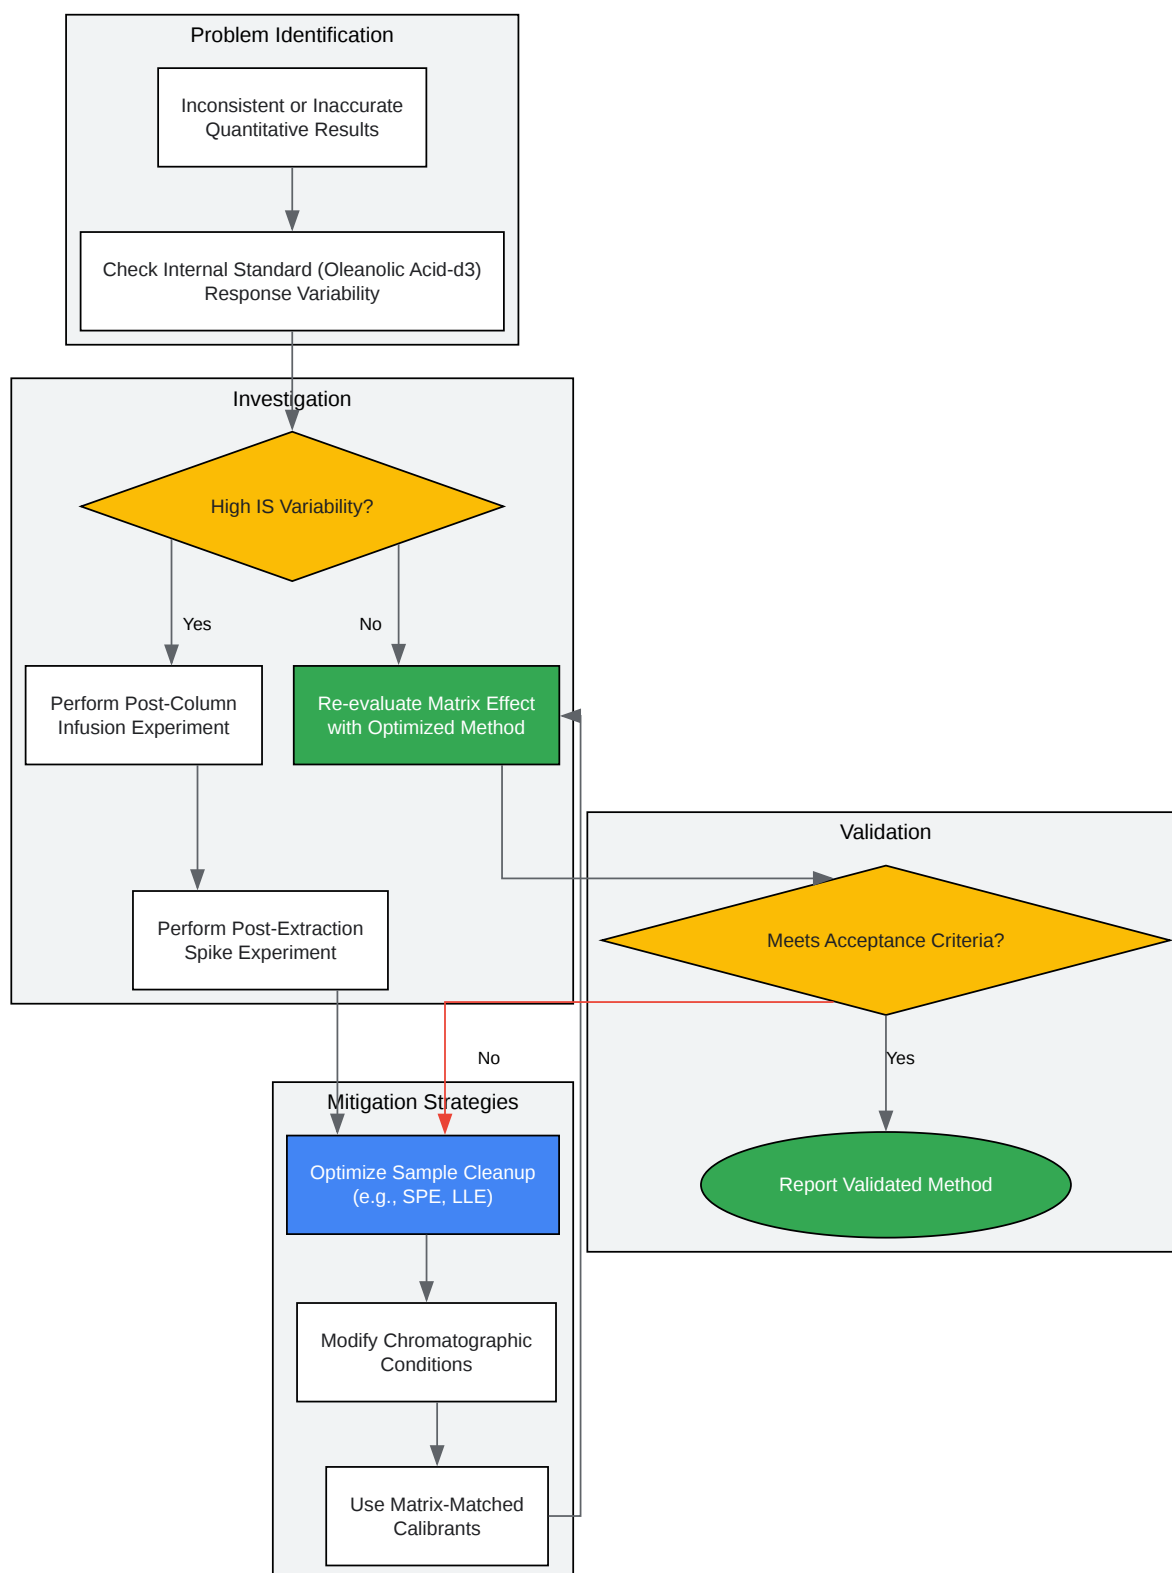 Problem Identification
Inconsistent or Inaccurate
Quantitative Results
Check Internal Standard (Oleanolic Acid-d3)
Response Variability
Investigation
High IS Variability?
Yes
No
Perform Post-Column
Infusion Experiment
Re-evaluate Matrix Effect
with Optimized Method
Perform Post-Extraction
Spike Experiment
Validation
Meets Acceptance Criteria?
No
Yes
Mitigation Strategies
Optimize Sample Cleanup
(e.g., SPE, LLE)
Report Validated Method
Modify Chromatographic
Conditions
Use Matrix-Matched
Calibrants